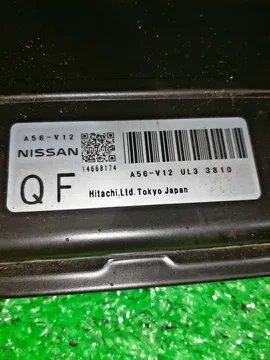 A56-V12
NISSAN
14668174
A56-V12 UL3 3810
QF
Hitachi,Ltd.Tokyo Japan